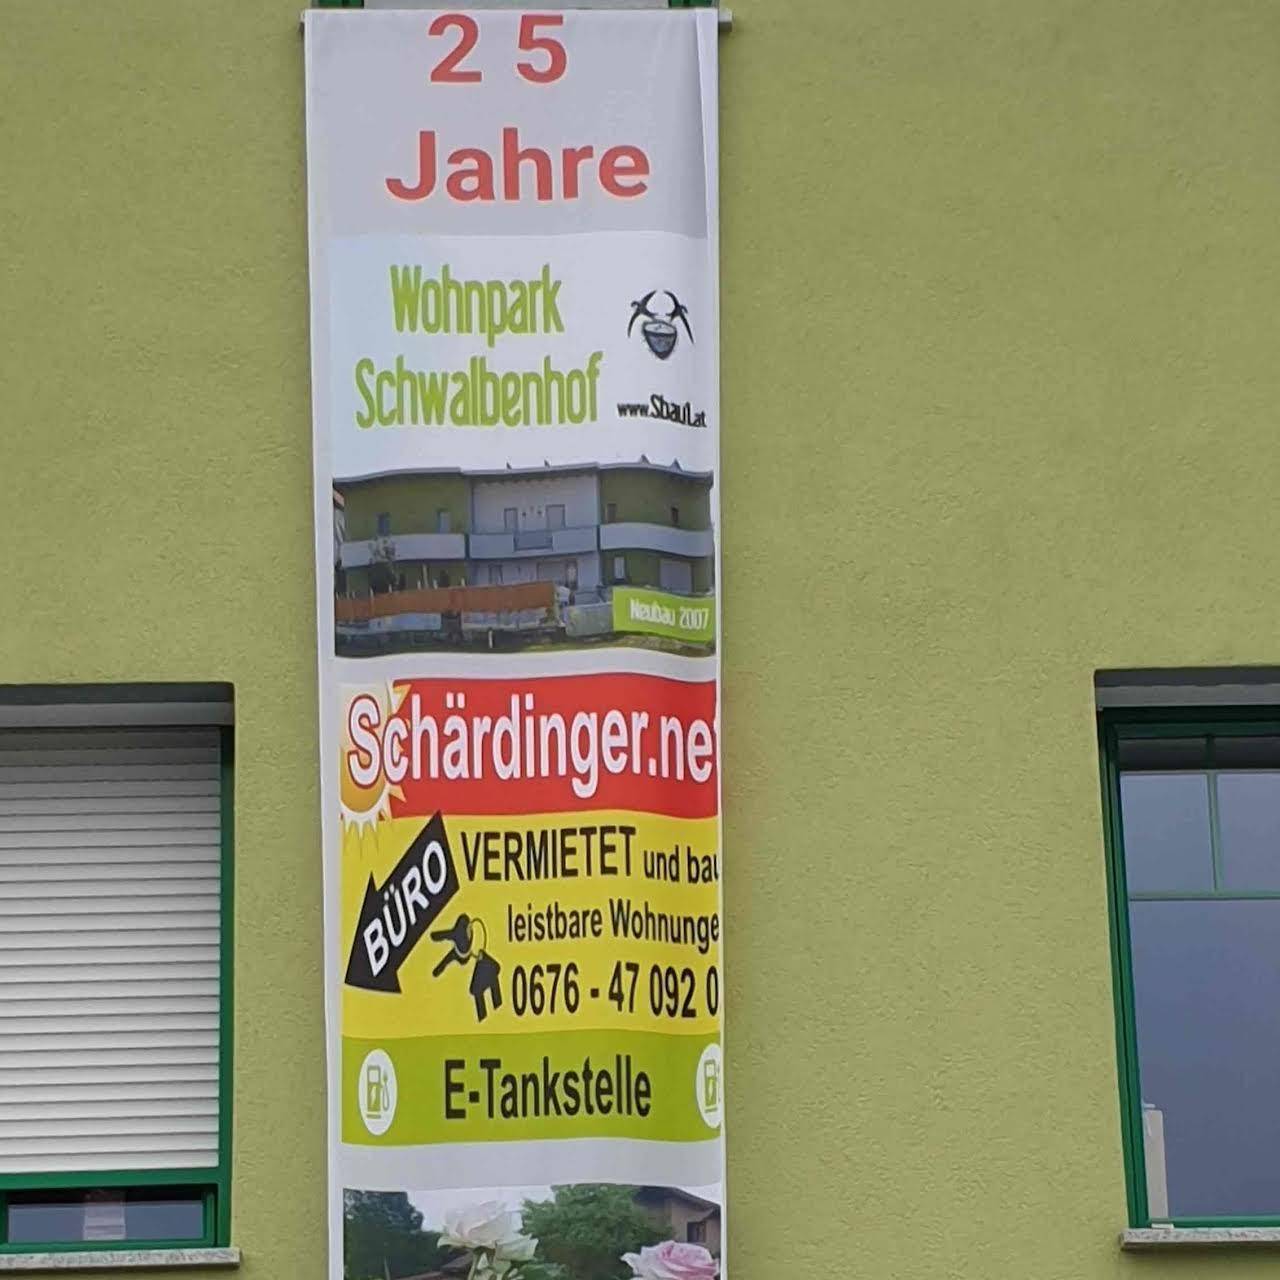 25
Jahre
Wohnpark
Schwalbenhof
www.Sbau1.at
Neubau 2007
Schärdinger.net
BÜRO
VERMIETET und bau
leistbare Wohnunge
0676 - 47 092 0
E-Tankstelle